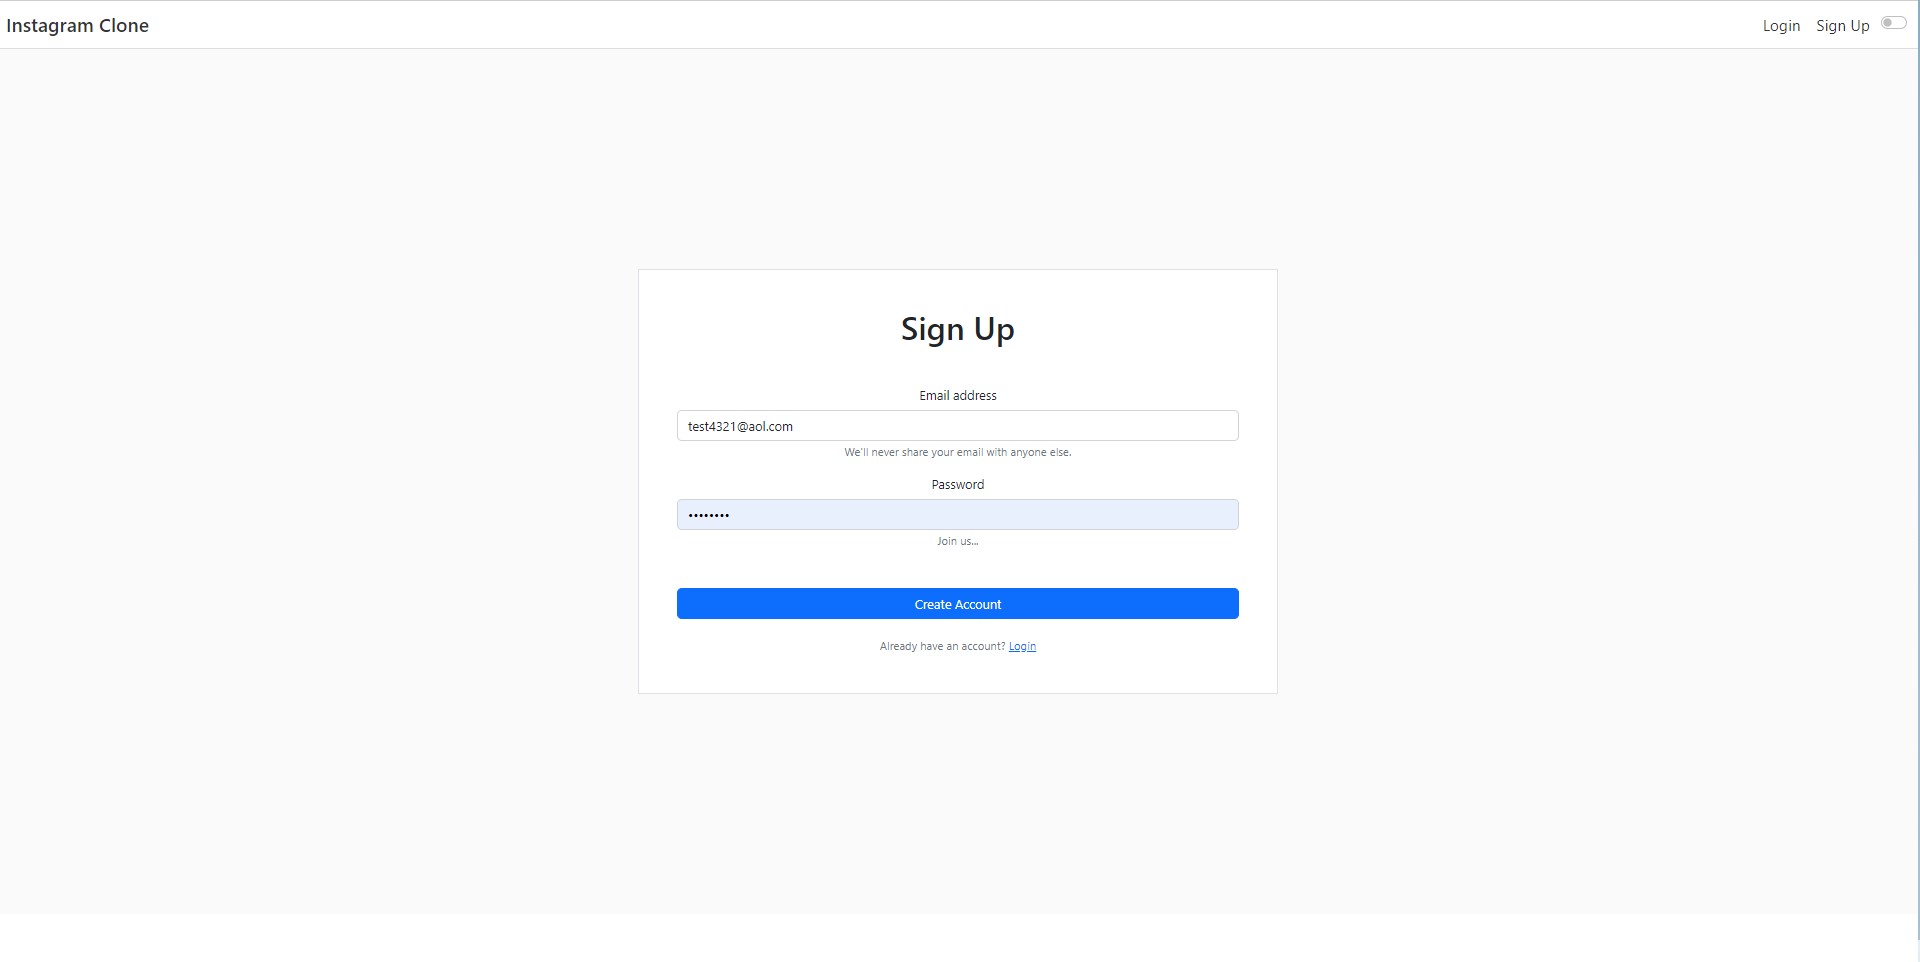 Instagram Clone
Login Sign Up
Sign Up
Email address
test4321@aol.com
We'll never share your email with anyone else.
Password
••••••••
Join us...
Create Account
Already have an account? Login